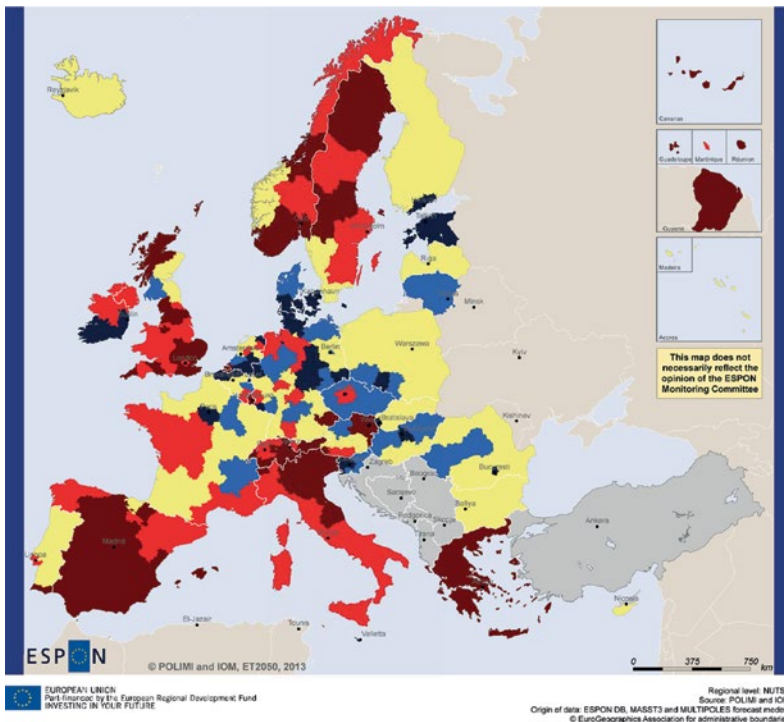 Reykjavík
Canarias
Guadeloupe
Martinique
Réunion
Guyane
Madeira
Acores
This map does not
necessarily reflect the
opinion of the ESPON
Monitoring Committee
Riga
Minsk
København
Berlin
Warszawa
London
Kyiv
Bratislava
Kishinev
Zagreb
Beograd
Bucuresti
Sarajevo
Sofiya
Podgorica
Skopje
Tirana
Ankara
Madrid
Lisboa
El-Jazair
Tounis
Valletta
Nicosia
ESPON
© POLIMI and IOM, ET2050, 2013
0 375 750
km
EUROPEAN UNION
Part-financed by the European Regional Development Fund
INVESTING IN YOUR FUTURE
Regional level: NUTS
Source: POLIMI and IO
Origin of data: ESPON DB, MASST3 and MULTIPOLES forecast mode
© EuroGeographics Association for administrative bounda